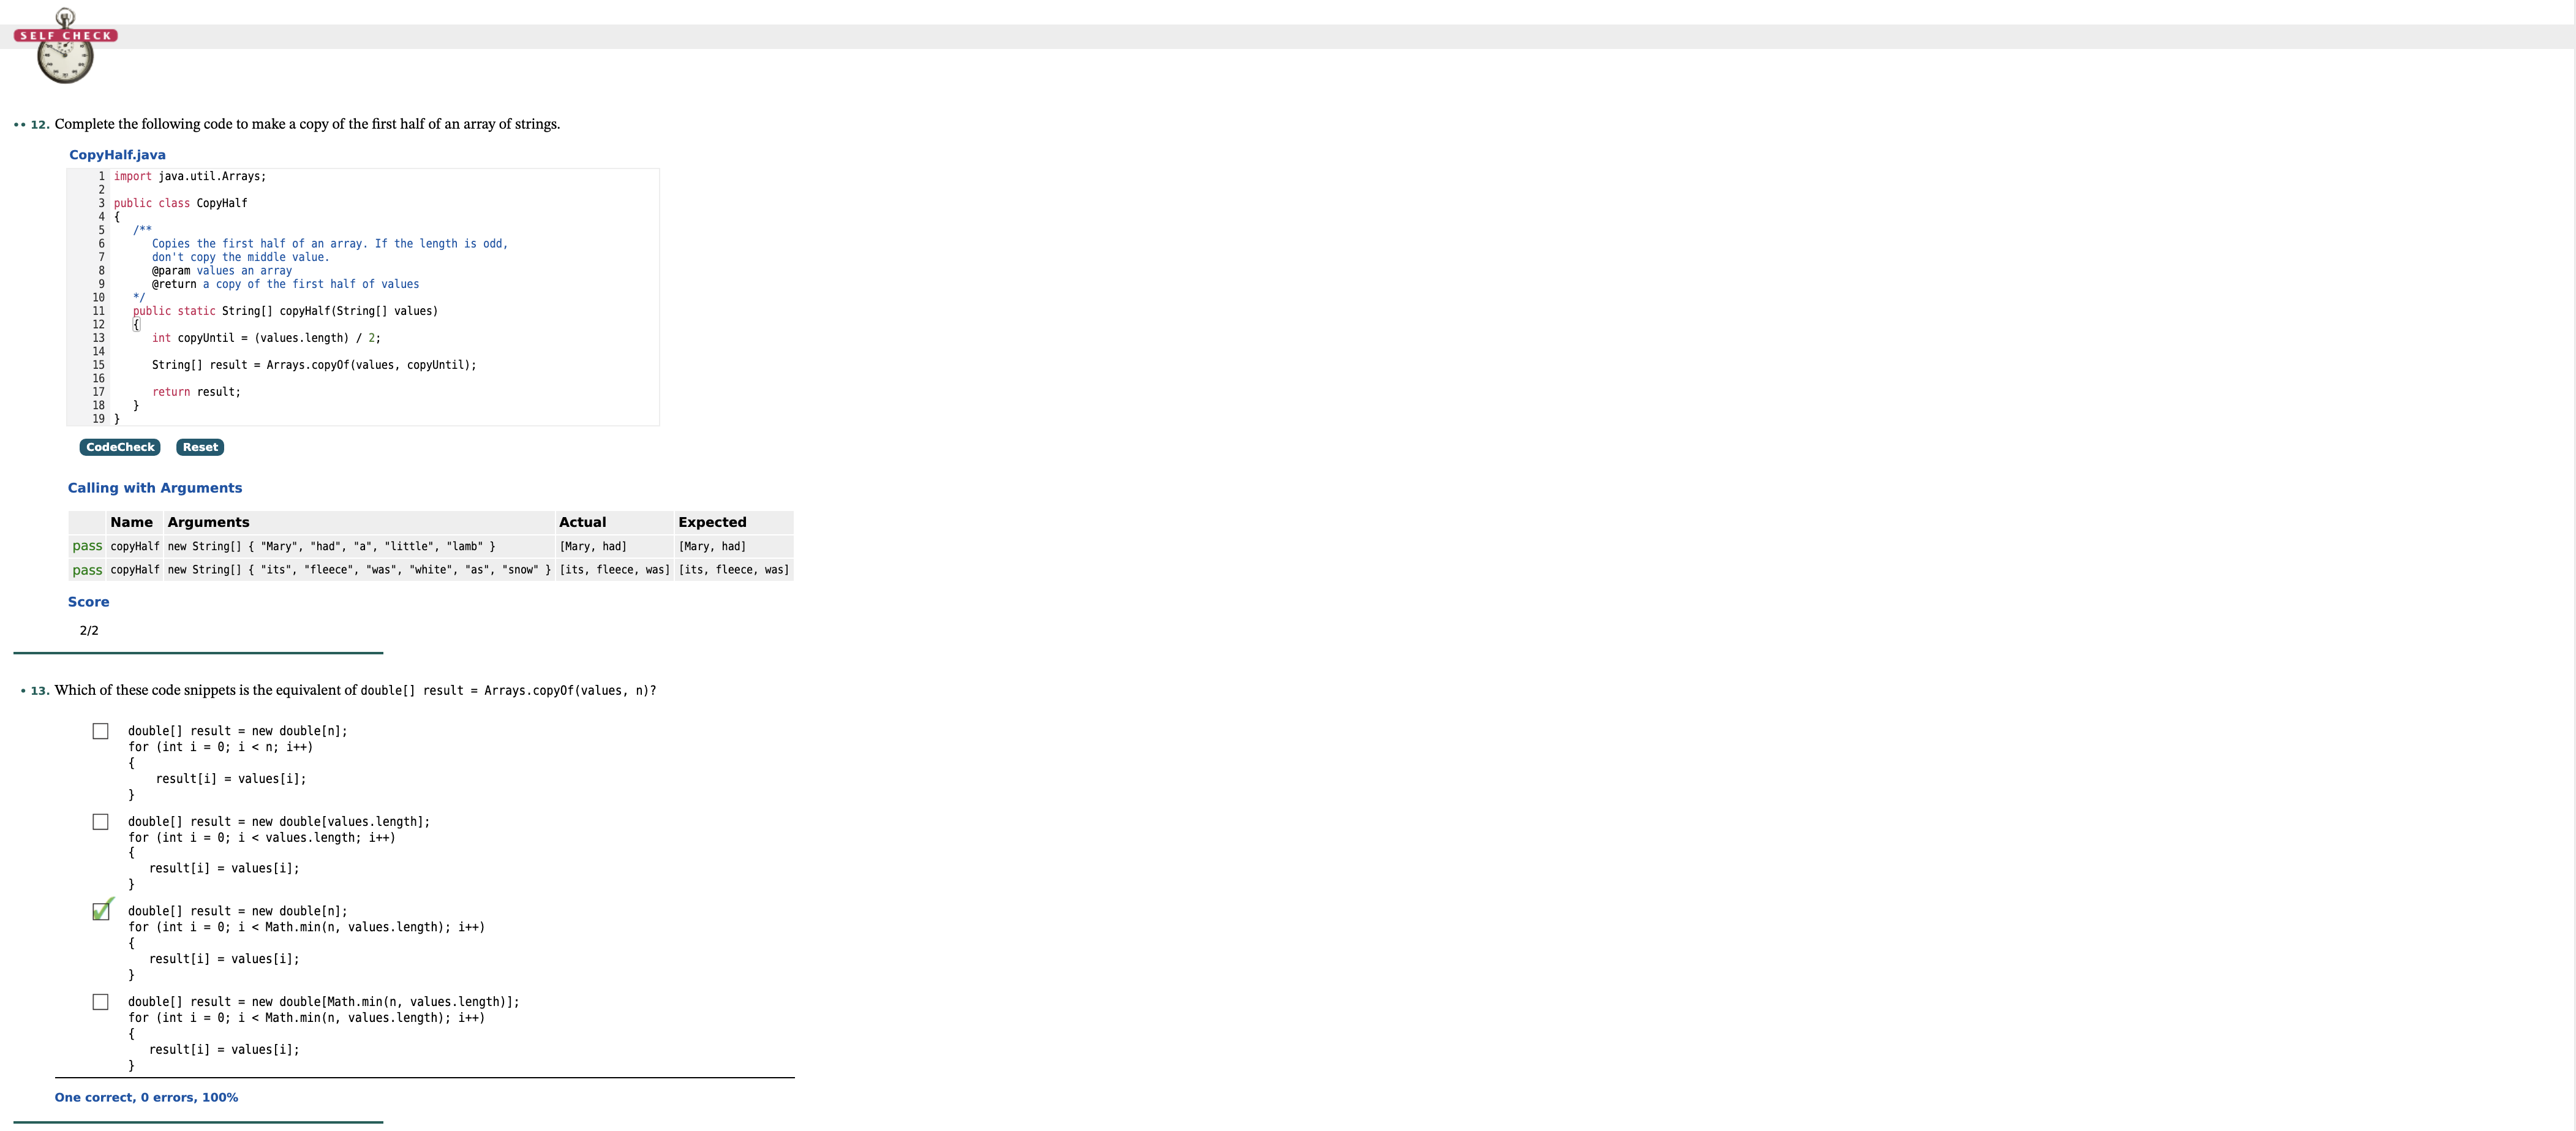 SELF CHECK
•• 12. Complete the following code to make a copy of the first half of an array of strings.
CopyHalf.java
1 import java.util.Arrays;
2
3 public class CopyHalf
4 {
5    /**
6       Copies the first half of an array. If the length is odd,
7       don't copy the middle value.
8       @param values an array
9       @return a copy of the first half of values
10    */
11    public static String[] copyHalf(String[] values)
12    {
13       int copyUntil = (values.length) / 2;
14
15       String[] result = Arrays.copyOf(values, copyUntil);
16
17       return result;
18    }
19 }
CodeCheck Reset
Calling with Arguments
Name Arguments Actual Expected
pass copyHalf new String[] { "Mary", "had", "a", "little", "lamb" } [Mary, had] [Mary, had]
pass copyHalf new String[] { "its", "fleece", "was", "white", "as", "snow" } [its, fleece, was] [its, fleece, was]
Score
2/2
• 13. Which of these code snippets is the equivalent of double[] result = Arrays.copyOf(values, n)?
double[] result = new double[n];
for (int i = 0; i < n; i++)
{
    result[i] = values[i];
}
double[] result = new double[values.length];
for (int i = 0; i < values.length; i++)
{
   result[i] = values[i];
}
double[] result = new double[n];
for (int i = 0; i < Math.min(n, values.length); i++)
{
   result[i] = values[i];
}
double[] result = new double[Math.min(n, values.length)];
for (int i = 0; i < Math.min(n, values.length); i++)
{
   result[i] = values[i];
}
One correct, 0 errors, 100%